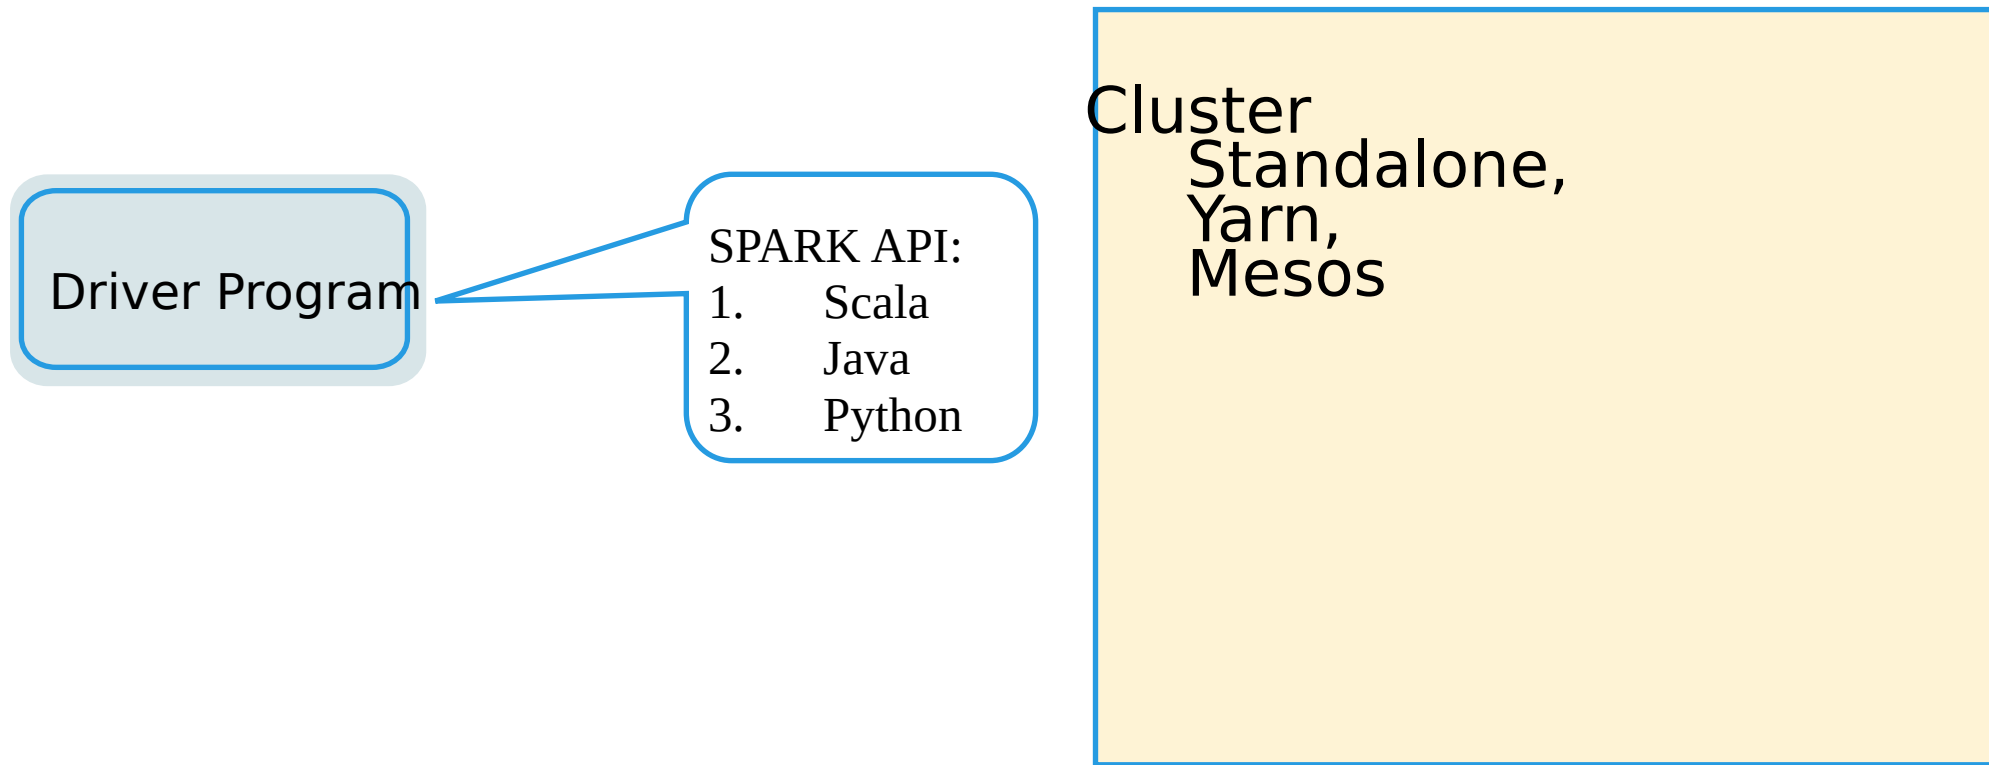 Driver Program
SPARK API:
1. Scala
2. Java
3. Python
Cluster
Standalone,
Yarn,
Mesos